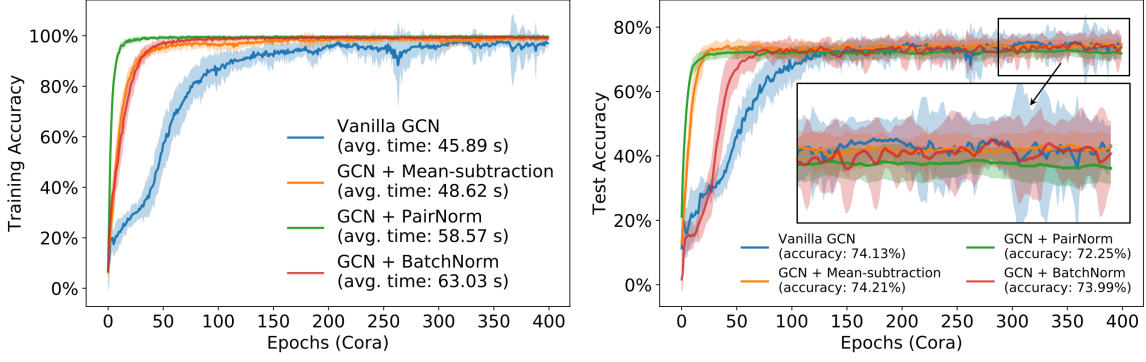 Training Accuracy
100%
80%
60%
40%
20%
0%
Vanilla GCN
(avg. time: 45.89 s)
GCN + Mean-subtraction
(avg. time: 48.62 s)
GCN + PairNorm
(avg. time: 58.57 s)
GCN + BatchNorm
(avg. time: 63.03 s)
0 50 100 150 200 250 300 350 400
Epochs (Cora)
Test Accuracy
80%
60%
40%
20%
0%
Vanilla GCN
(accuracy: 74.13%)
GCN + Mean-subtraction
(accuracy: 74.21%)
GCN + PairNorm
(accuracy: 72.25%)
GCN + BatchNorm
(accuracy: 73.99%)
0 50 100 150 200 250 300 350 400
Epochs (Cora)